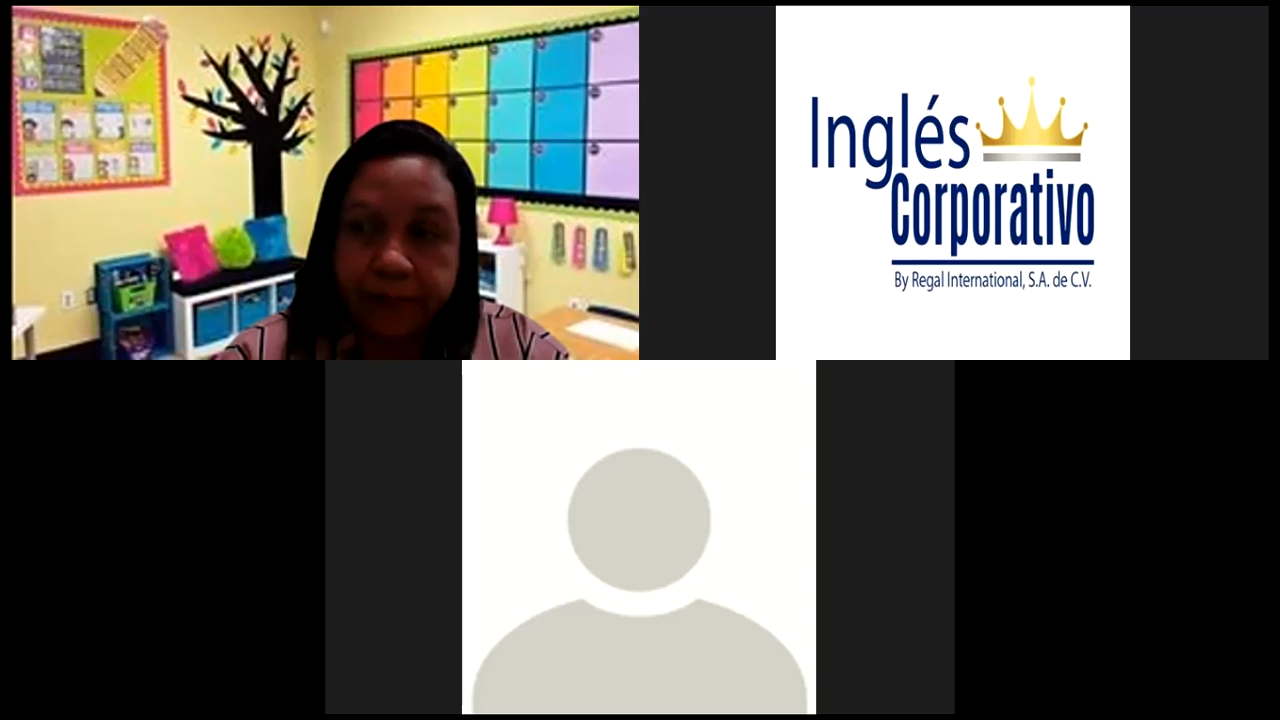 Inglés
Corporativo
By Regal International, S.A. de C.V.